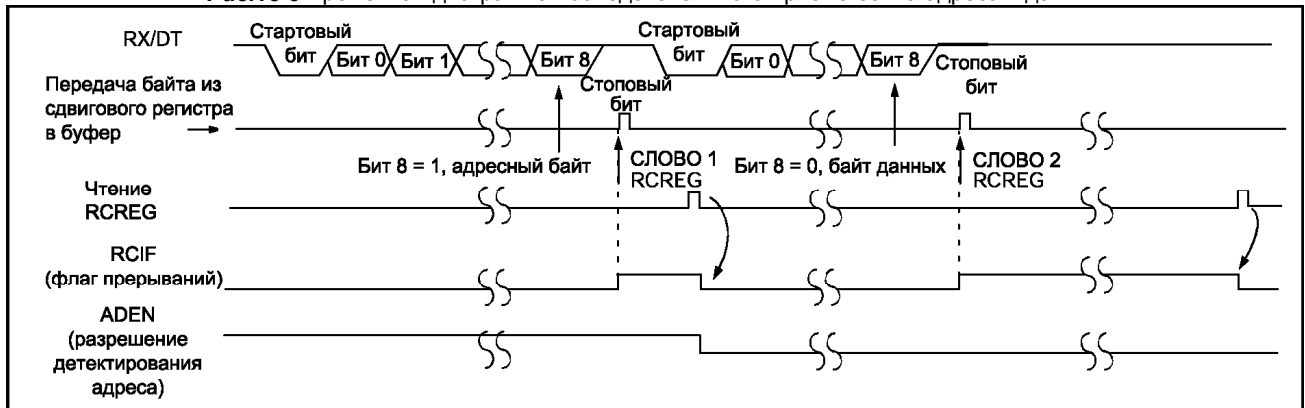 RX/DT
Стартовый
бит
Бит 0
Бит 1
Бит 8
Стоповый
бит
Стартовый
бит
Бит 0
Бит 8
Стоповый
бит
Передача байта из
сдвигового регистра
в буфер
Бит 8 = 1, адресный байт
СЛОВО 1
RCREG
Бит 8 = 0, байт данных
СЛОВО 2
RCREG
Чтение
RCREG
RCIF
(флаг прерываний)
ADEN
(разрешение
детектирования
адреса)